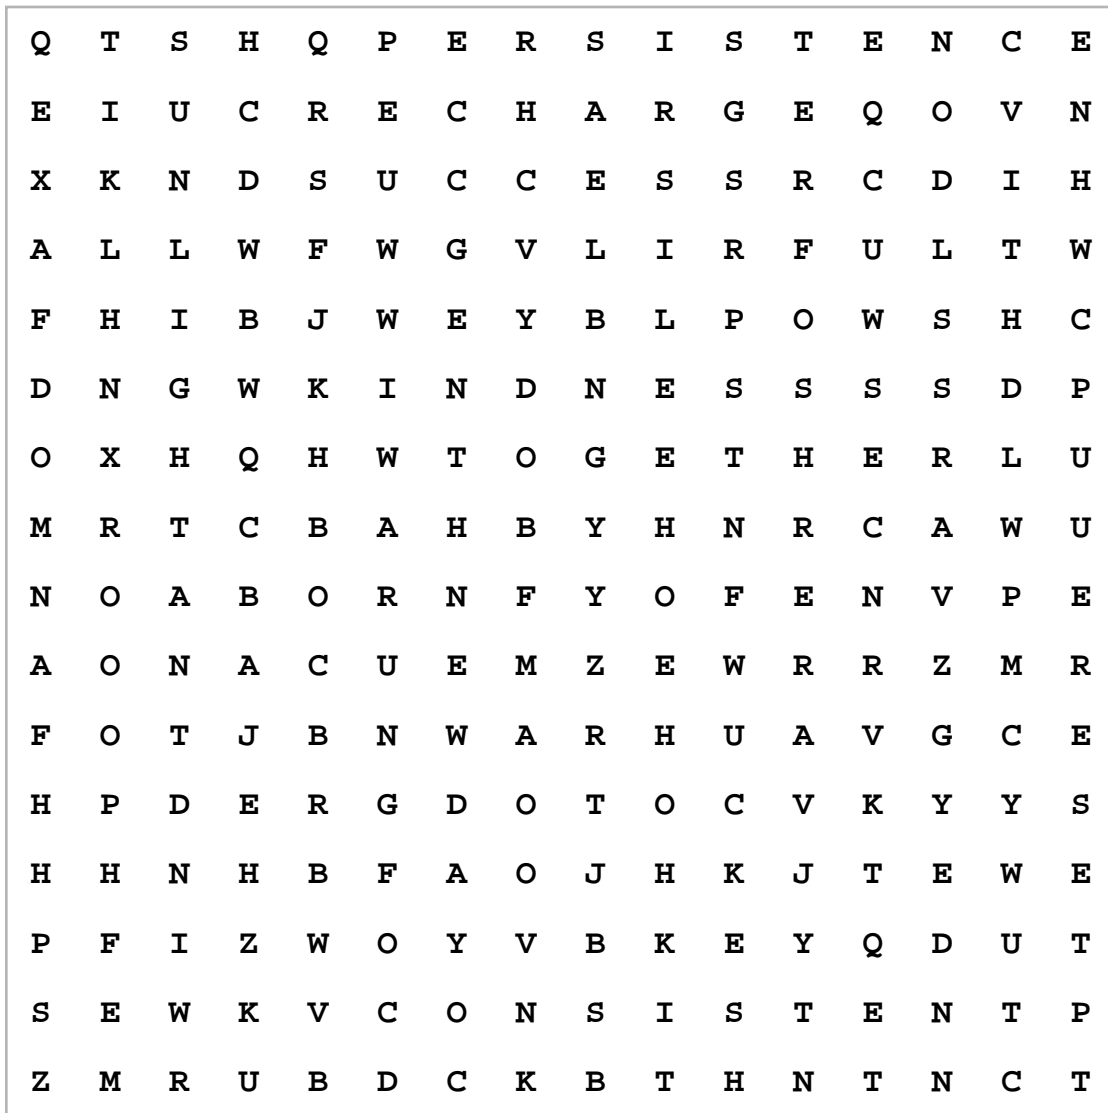 Q T S H Q P E R S I S T E N C E
E I U C R E C H A R G E Q O V N
X K N D S U C C E S S R C D I H
A L L W F W G V L I R F U L T W
F H I B J W E Y B L P O W S H C
D N G W K I N D N E S S S S D P
O X H Q H W T O G E T H E R L U
M R T C B A H B Y H N R C A W U
N O A B O R N F Y O F E N V P E
A O N A C U E M Z E W R R Z M R
F O T J B N W A R H U A V G C E
H P D E R G D O T O C V K Y Y S
H H N H B F A O J H K J T E W E
P F I Z W O Y V B K E Y Q D U T
S E W K V C O N S I S T E N T P
Z M R U B D C K B T H N T N C T